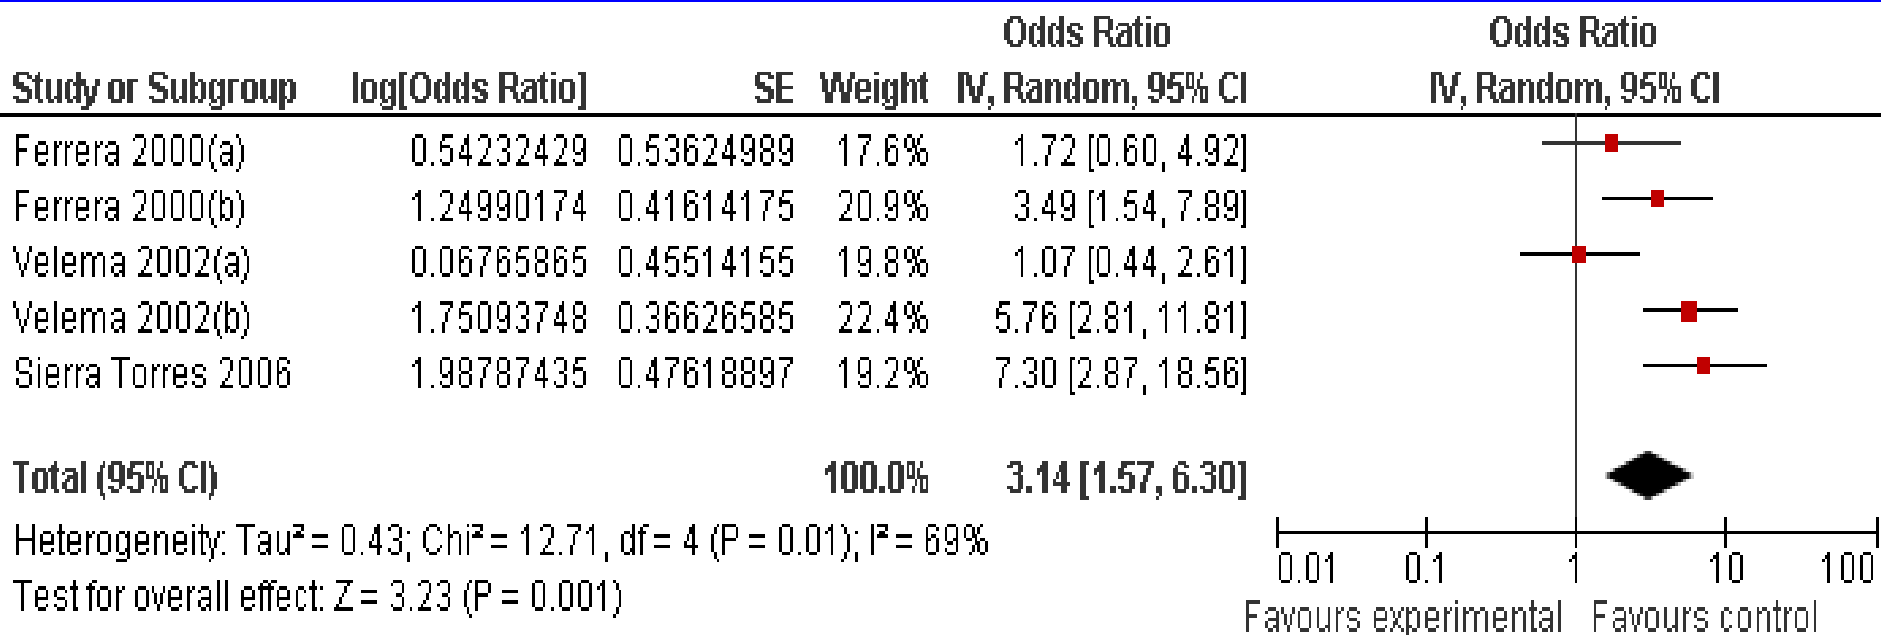 Odds Ratio Odds Ratio
Study or Subgroup log[Odds Ratio] SE Weight IV, Random, 95% CI IV, Random, 95% CI
Ferrera 2000(a) 0.54232429 0.53624989 17.6% 1.72 [0.60, 4.92]
Ferrera 2000(b) 1.24990174 0.41614175 20.9% 3.49 [1.54, 7.89]
Velema 2002(a) 0.06765865 0.45514155 19.8% 1.07 [0.44, 2.61]
Velema 2002(b) 1.75093748 0.36626585 22.4% 5.76 [2.81, 11.81]
Sierra Torres 2006 1.98787435 0.47618897 19.2% 7.30 [2.87, 18.56]
Total (95% CI) 100.0% 3.14 [1.57, 6.30]
Heterogeneity: Tau² = 0.43; Chi² = 12.71, df = 4 (P = 0.01); I² = 69%
Test for overall effect: Z = 3.23 (P = 0.001)
0.01 0.1 1 10 100
Favours experimental Favours control